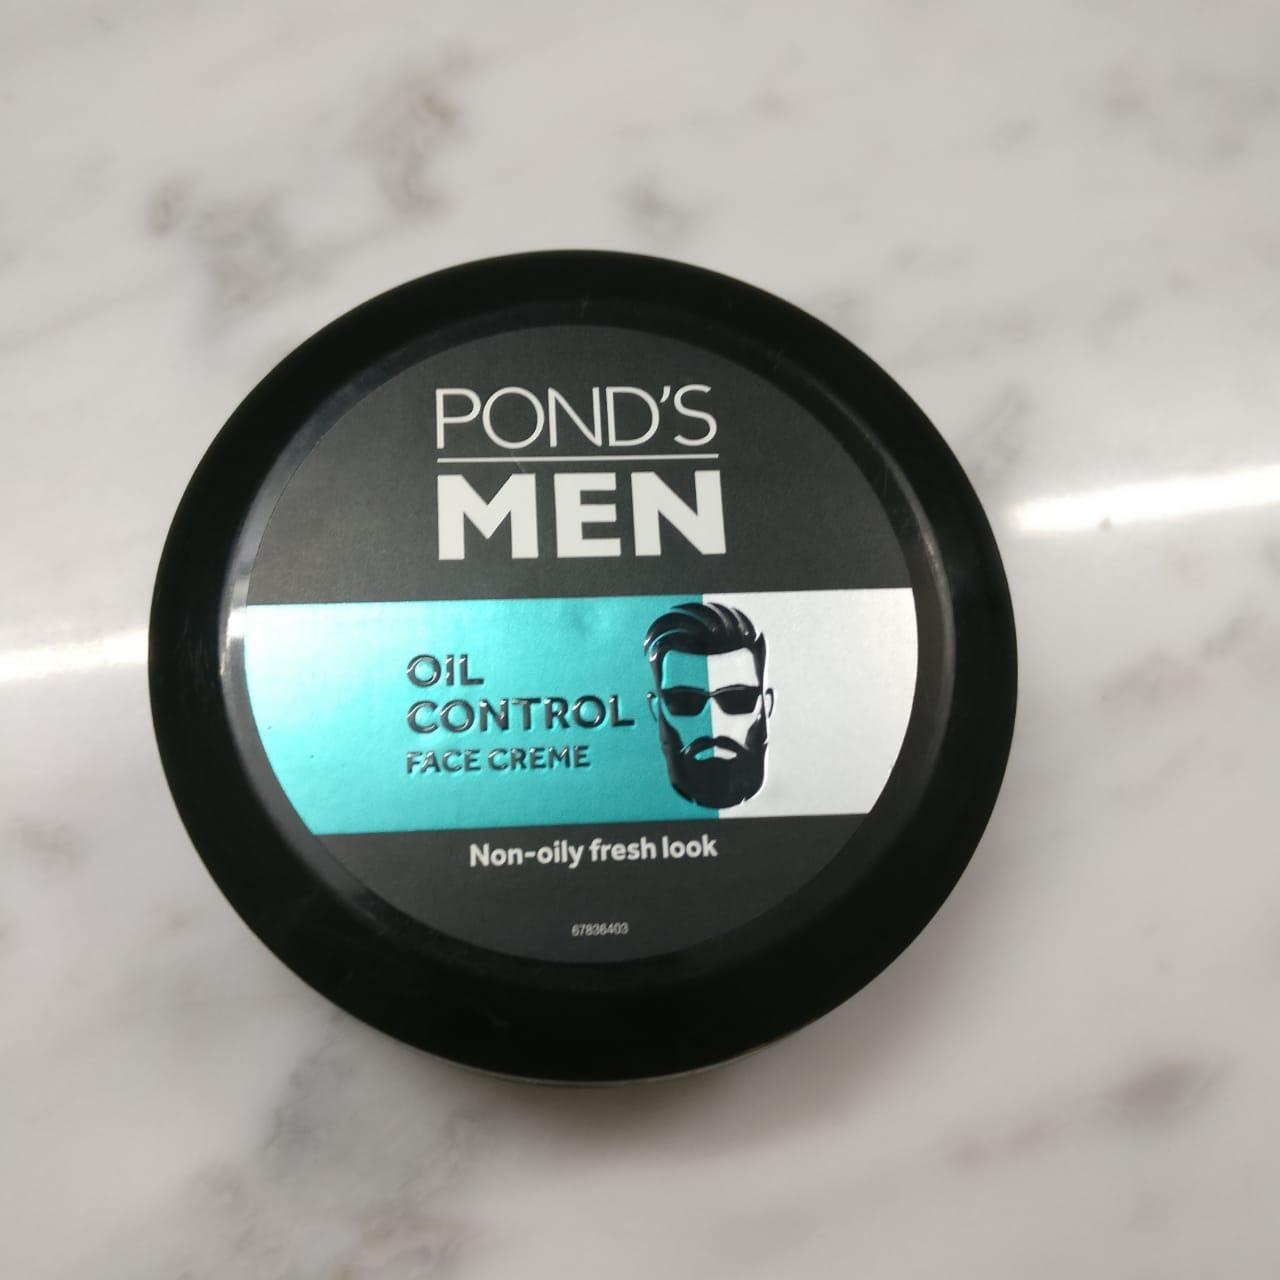 POND'S
MEN
OIL
CONTROL
FACE CREME
Non-oily fresh look
67836403